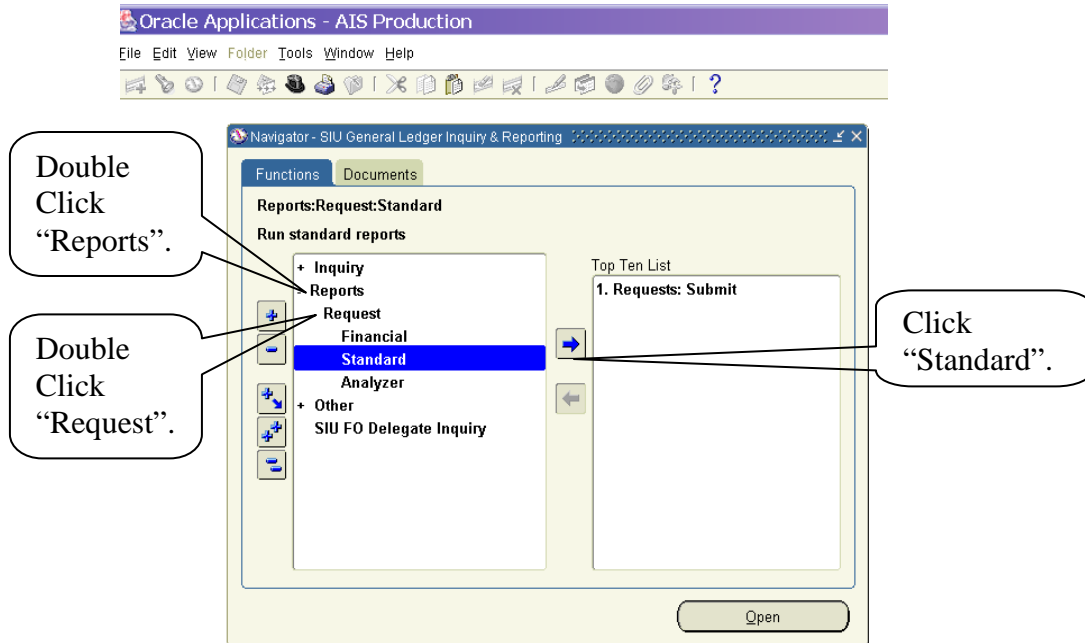 Oracle Applications - AIS Production
File Edit View Folder Tools Window Help
Navigator - SIU General Ledger Inquiry & Reporting
Functions Documents
Reports:Request:Standard
Run standard reports
+ Inquiry
- Reports
Request
Financial
Standard
Analyzer
+ Other
SIU FO Delegate Inquiry
Top Ten List
1. Requests: Submit
Open
Double
Click
“Reports”.
Double
Click
“Request”.
Click
“Standard”.